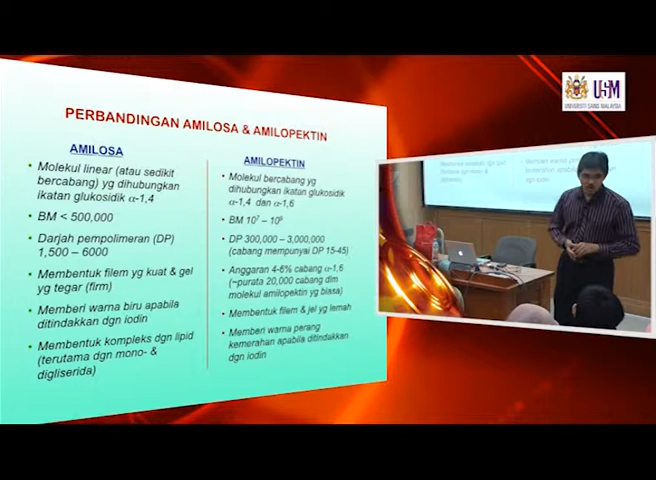 PERBANDINGAN AMILOSA & AMILOPEKTIN
AMILOSA
• Molekul linear (atau sedikit
bercabang) yg dihubungkan
ikatan glukosidik α-1,4
• BM < 500,000
• Darjah pempolimeran (DP)
1,500 – 6000
• Membentuk filem yg kuat & gel
yg tegar (firm)
• Memberi warna biru apabila
ditindakkan dgn iodin
• Membentuk kompleks dgn lipid
(terutama dgn mono- &
digliserida)
AMILOPEKTIN
• Molekul bercabang yg
dihubungkan ikatan glukosidik
α-1,4 dan α-1,6
• BM 10⁷ – 10⁹
• DP 300,000 – 3,000,000
(cabang mempunyai DP 15-45)
• Anggaran 4-6% cabang α-1,6
(~purata 20,000 cabang dlm
molekul amilopektin yg biasa)
• Membentuk filem & jel yg lemah
• Memberi warna perang
kemerahan apabila ditindakkan
dgn iodin
USM
UNIVERSITI SAINS MALAYSIA